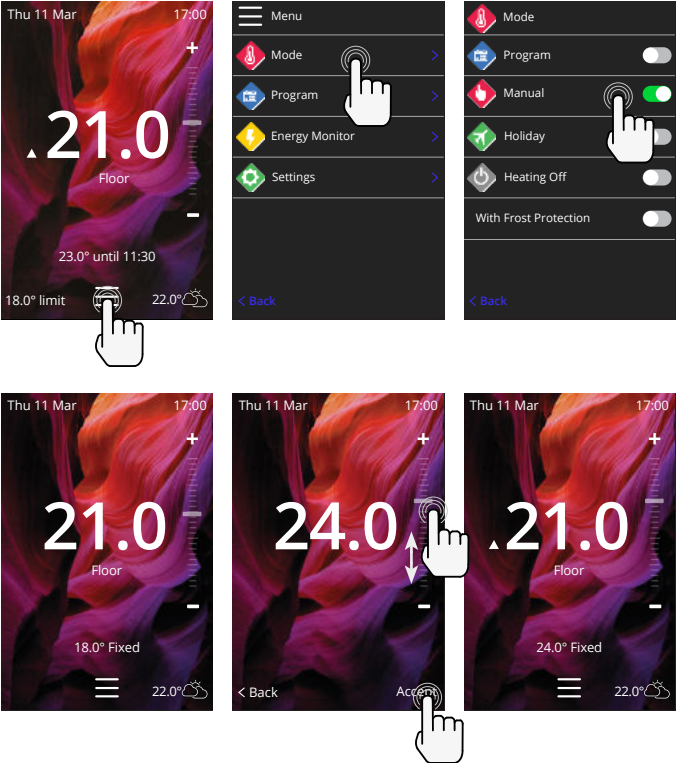 Thu 11 Mar 17:00
+
21.0
Floor
23.0° until 11:30
18.0° limit 22.0°
Menu
Mode
Program
Energy Monitor
Settings
< Back
Mode
Program
Manual
Holiday
Heating Off
With Frost Protection
< Back
Thu 11 Mar 17:00
+
21.0
Floor
18.0° Fixed
22.0°
Thu 11 Mar 17:00
+
24.0
< Back Accept
Thu 11 Mar 17:00
+
21.0
Floor
24.0° Fixed
22.0°